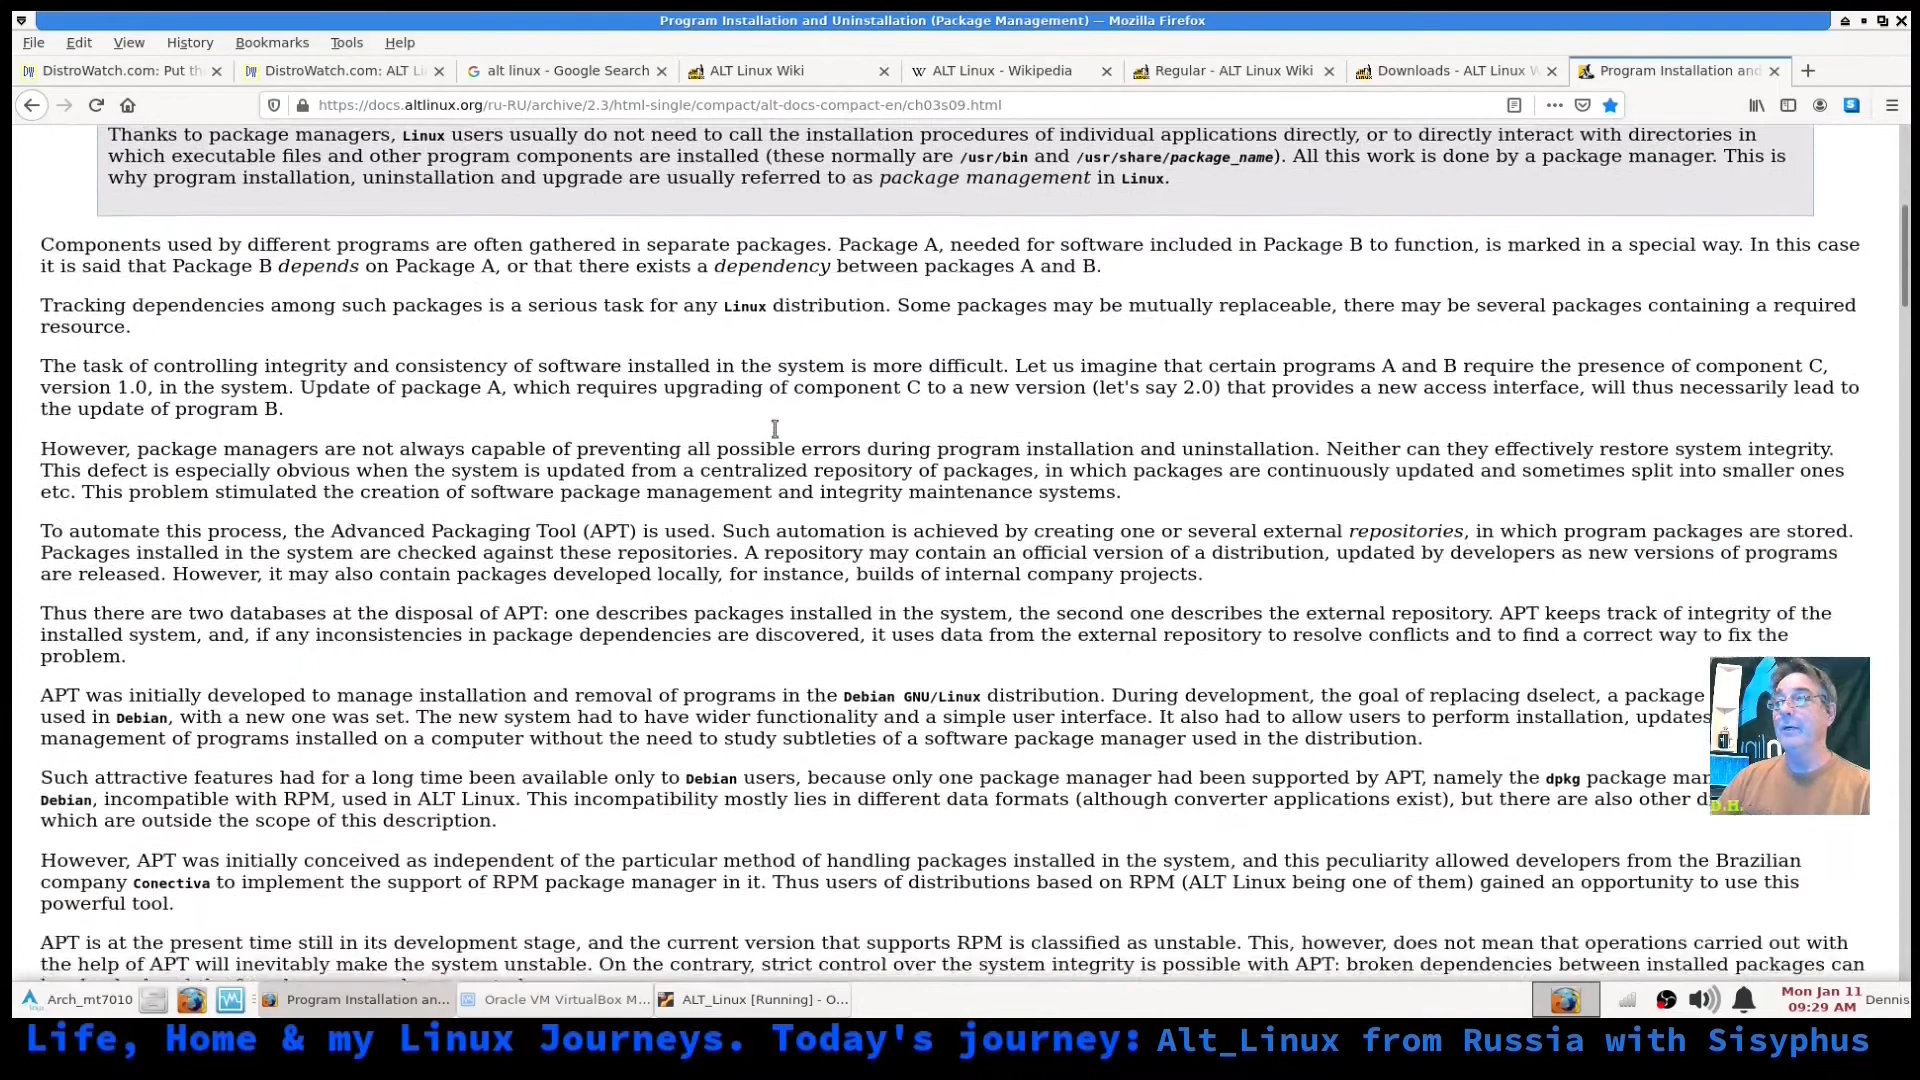 Program Installation and Uninstallation (Package Management) — Mozilla Firefox
File Edit View History Bookmarks Tools Help
DistroWatch.com: Put the
DistroWatch.com: ALT Li
alt linux - Google Search
ALT Linux Wiki
ALT Linux - Wikipedia
Regular - ALT Linux Wiki
Downloads - ALT Linux W
Program Installation and
https://docs.altlinux.org/ru-RU/archive/2.3/html-single/compact/alt-docs-compact-en/ch03s09.html
Thanks to package managers, Linux users usually do not need to call the installation procedures of individual applications directly, or to directly interact with directories in
which executable files and other program components are installed (these normally are /usr/bin and /usr/share/package_name). All this work is done by a package manager. This is
why program installation, uninstallation and upgrade are usually referred to as package management in Linux.
Components used by different programs are often gathered in separate packages. Package A, needed for software included in Package B to function, is marked in a special way. In this case
it is said that Package B depends on Package A, or that there exists a dependency between packages A and B.
Tracking dependencies among such packages is a serious task for any Linux distribution. Some packages may be mutually replaceable, there may be several packages containing a required
resource.
The task of controlling integrity and consistency of software installed in the system is more difficult. Let us imagine that certain programs A and B require the presence of component C,
version 1.0, in the system. Update of package A, which requires upgrading of component C to a new version (let's say 2.0) that provides a new access interface, will thus necessarily lead to
the update of program B.
However, package managers are not always capable of preventing all possible errors during program installation and uninstallation. Neither can they effectively restore system integrity.
This defect is especially obvious when the system is updated from a centralized repository of packages, in which packages are continuously updated and sometimes split into smaller ones
etc. This problem stimulated the creation of software package management and integrity maintenance systems.
To automate this process, the Advanced Packaging Tool (APT) is used. Such automation is achieved by creating one or several external repositories, in which program packages are stored.
Packages installed in the system are checked against these repositories. A repository may contain an official version of a distribution, updated by developers as new versions of programs
are released. However, it may also contain packages developed locally, for instance, builds of internal company projects.
Thus there are two databases at the disposal of APT: one describes packages installed in the system, the second one describes the external repository. APT keeps track of integrity of the
installed system, and, if any inconsistencies in package dependencies are discovered, it uses data from the external repository to resolve conflicts and to find a correct way to fix the
problem.
APT was initially developed to manage installation and removal of programs in the Debian GNU/Linux distribution. During development, the goal of replacing dselect, a package
used in Debian, with a new one was set. The new system had to have wider functionality and a simple user interface. It also had to allow users to perform installation, updates
management of programs installed on a computer without the need to study subtleties of a software package manager used in the distribution.
Such attractive features had for a long time been available only to Debian users, because only one package manager had been supported by APT, namely the dpkg package mar
Debian, incompatible with RPM, used in ALT Linux. This incompatibility mostly lies in different data formats (although converter applications exist), but there are also other d
which are outside the scope of this description.
However, APT was initially conceived as independent of the particular method of handling packages installed in the system, and this peculiarity allowed developers from the Brazilian
company Conectiva to implement the support of RPM package manager in it. Thus users of distributions based on RPM (ALT Linux being one of them) gained an opportunity to use this
powerful tool.
APT is at the present time still in its development stage, and the current version that supports RPM is classified as unstable. This, however, does not mean that operations carried out with
the help of APT will inevitably make the system unstable. On the contrary, strict control over the system integrity is possible with APT: broken dependencies between installed packages can
D.H.
Arch_mt7010
Program Installation an...
Oracle VM VirtualBox M...
ALT_Linux [Running] - O...
Mon Jan 11
09:29 AM
Dennis
Life, Home & my Linux Journeys. Today's journey: Alt_Linux from Russia with Sisyphus